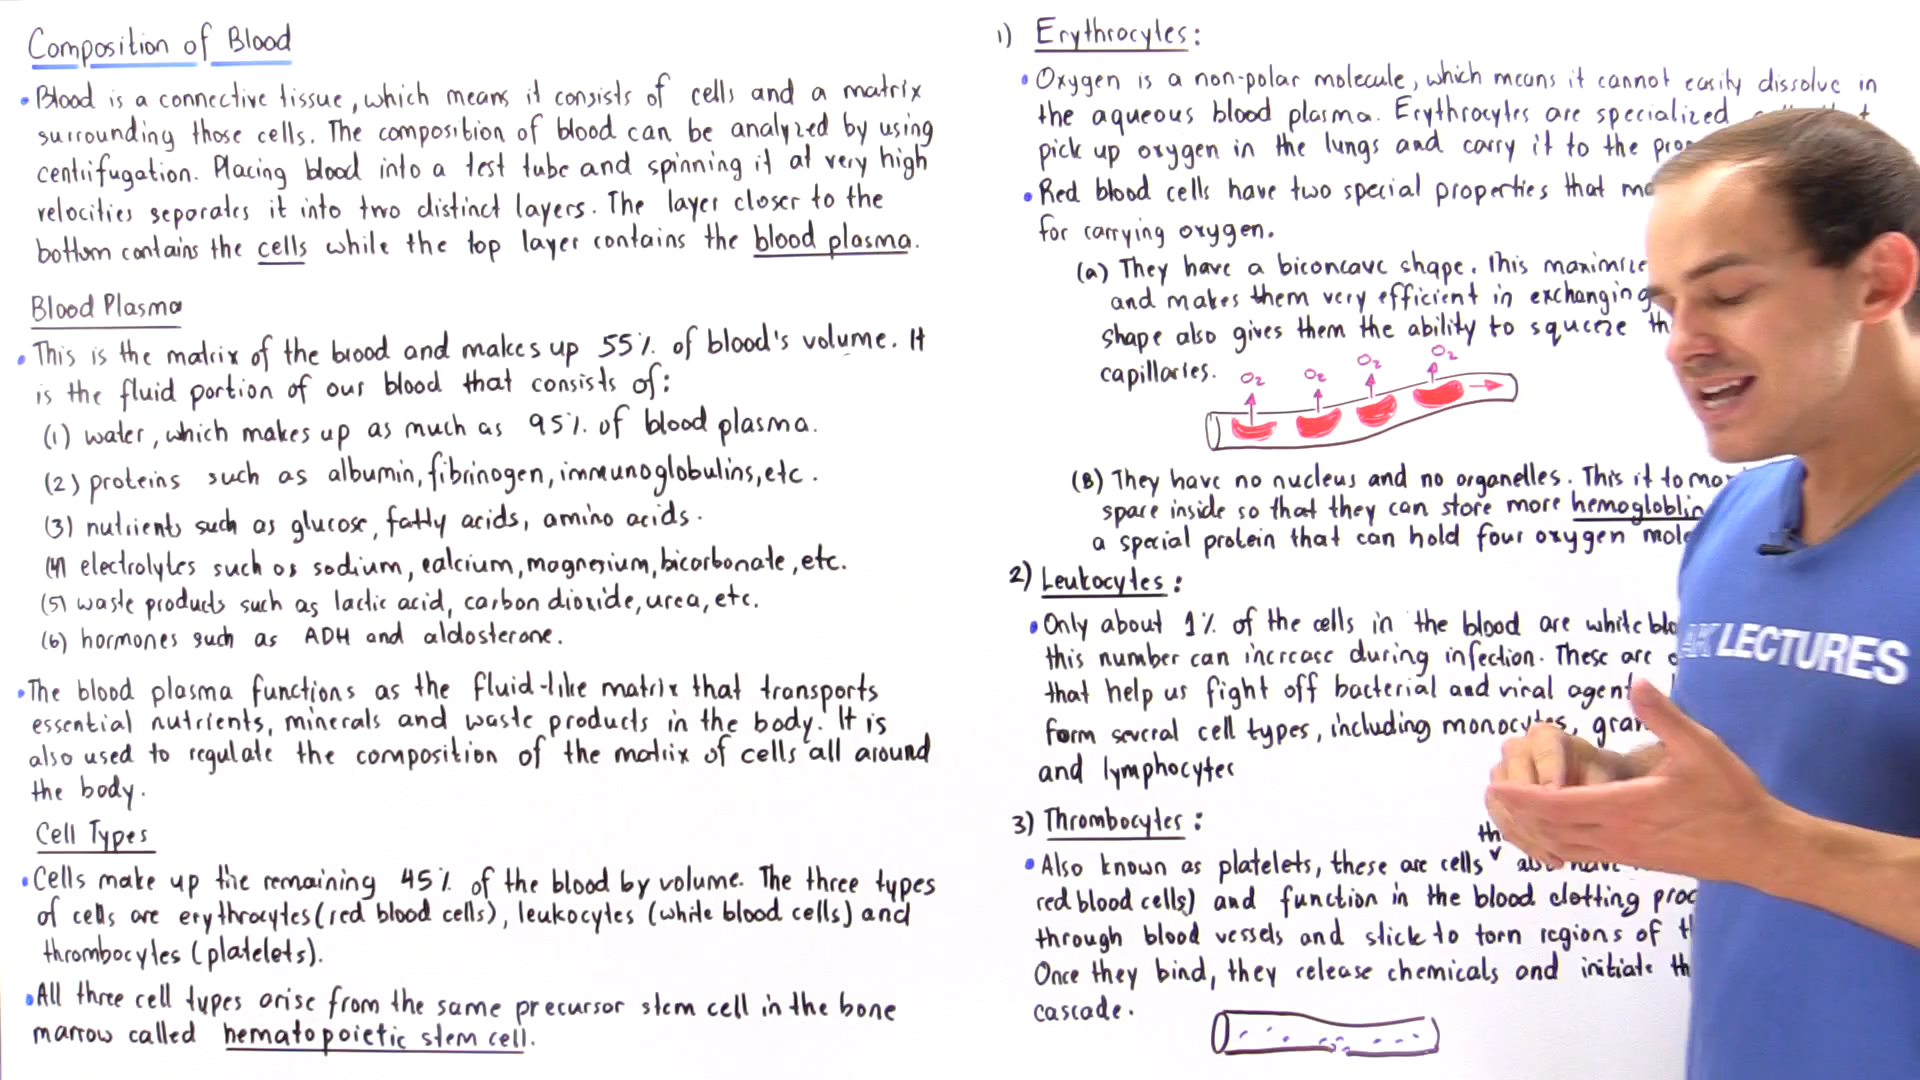 Composition of Blood
• Blood is a connective tissue, which means it consists of cells and a matrix
surrounding those cells. The composition of blood can be analyzed by using
centrifugation. Placing blood into a test tube and spinning it at very high
velocities seporates it into two distinct layers. The layer closer to the
bottom contains the cells while the top layer contains the blood plasma.
Blood Plasma
• This is the matrix of the blood and makes up 55% of blood's volume. It
is the fluid portion of our blood that consists of:
(1) water, which makes up as much as 95% of blood plasma.
(2) proteins such as albumin, fibrinogen, immunoglobulins, etc.
(3) nutrients such as glucose, fatty acids, amino acids.
(4) electrolytes such as sodium, calcium, magnesium, bicarbonate, etc.
(5) waste products such as lactic acid, carbon dioxide, urea, etc.
(6) hormones such as ADH and aldosterone.
• The blood plasma functions as the fluid-like matrix that transports
essential nutrients, minerals and waste products in the body. It is
also used to regulate the composition of the matrix of cells all around
the body.
Cell Types
• Cells make up the remaining 45% of the blood by volume. The three types
of cells are erythrocytes (red blood cells), leukocytes (white blood cells) and
thrombocytes (platelets).
• All three cell types arise from the same precursor stem cell in the bone
marrow called hematopoietic stem cell.
1) Erythrocytes:
• Oxygen is a non-polar molecule, which means it cannot easily dissolve in
the aqueous blood plasma. Erythrocytes are specialized
pick up oxygen in the lungs and carry it to the
• Red blood cells have two special properties that
for carrying oxygen.
(a) They have a biconcave shape. This maximize
and makes them very efficient in exchanging
shape also gives them the ability to squeeze
capillaries.
O2 O2 O2 O2
(B) They have no nucleus and no organelles. This it to
space inside so that they can store more hemogloblin
a special protein that can hold four oxygen
2) Leukocytes:
• Only about 1% of the cells in the blood are white
this number can increase during infection. These are
that help us fight off bacterial and viral agent
form several cell types, including monocytes,
and lymphocytes
3) Thrombocytes:
• Also known as platelets, these are cells
red blood cells) and function in the blood clotting
through blood vessels and stick to torn regions of
Once they bind, they release chemicals and initiate
cascade.
AK LECTURES